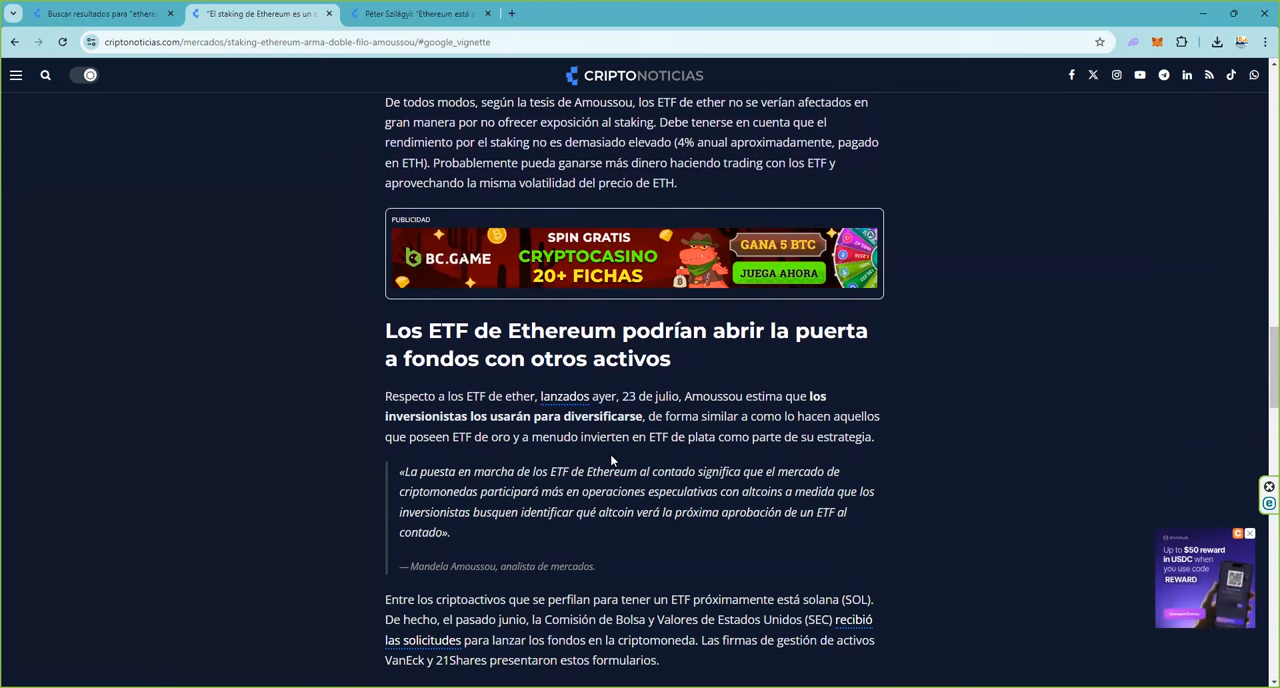 Buscar resultados para "ethere
"El staking de Ethereum es un a
Péter Szilágyi: "Ethereum está p
criptonoticias.com/mercados/staking-ethereum-arma-doble-filo-amoussou/#google_vignette
CRIPTONOTICIAS
De todos modos, según la tesis de Amoussou, los ETF de ether no se verían afectados en
gran manera por no ofrecer exposición al staking. Debe tenerse en cuenta que el
rendimiento por el staking no es demasiado elevado (4% anual aproximadamente, pagado
en ETH). Probablemente pueda ganarse más dinero haciendo trading con los ETF y
aprovechando la misma volatilidad del precio de ETH.
PUBLICIDAD
BC.GAME
SPIN GRATIS
CRYPTOCASINO
20+ FICHAS
GANA 5 BTC
JUEGA AHORA
Los ETF de Ethereum podrían abrir la puerta
a fondos con otros activos
Respecto a los ETF de ether, lanzados ayer, 23 de julio, Amoussou estima que los
inversionistas los usarán para diversificarse, de forma similar a como lo hacen aquellos
que poseen ETF de oro y a menudo invierten en ETF de plata como parte de su estrategia.
«La puesta en marcha de los ETF de Ethereum al contado significa que el mercado de
criptomonedas participará más en operaciones especulativas con altcoins a medida que los
inversionistas busquen identificar qué altcoin verá la próxima aprobación de un ETF al
contado».
— Mandela Amoussou, analista de mercados.
Entre los criptoactivos que se perfilan para tener un ETF próximamente está solana (SOL).
De hecho, el pasado junio, la Comisión de Bolsa y Valores de Estados Unidos (SEC) recibió
las solicitudes para lanzar los fondos en la criptomoneda. Las firmas de gestión de activos
VanEck y 21Shares presentaron estos formularios.
Up to $50 reward
in USDC when
you use code
REWARD